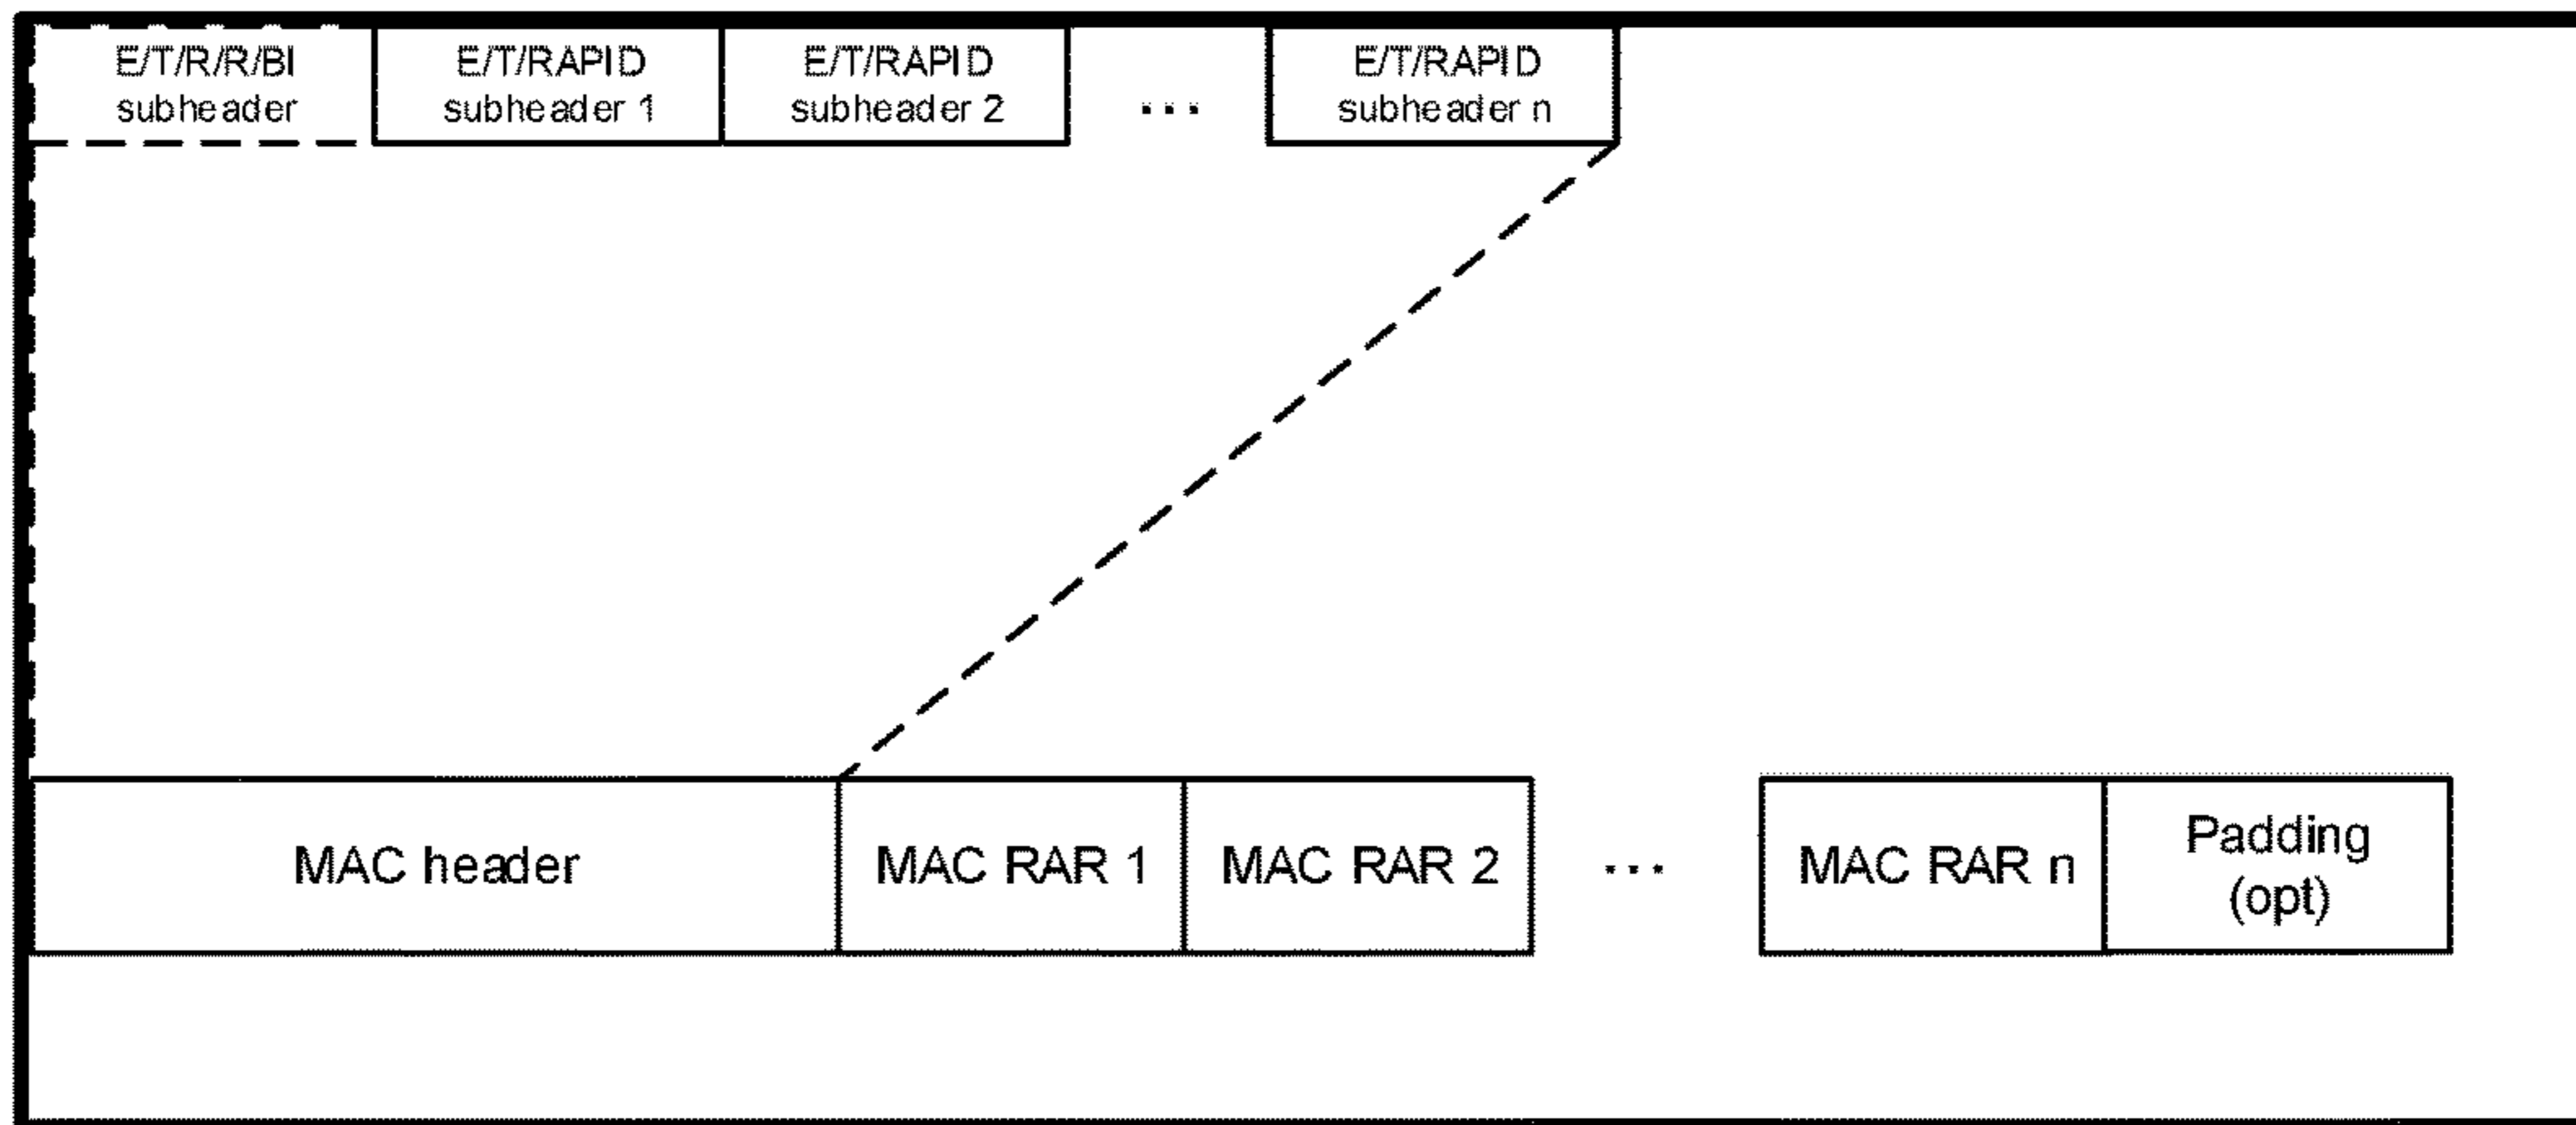 E/T/R/R/BI
subheader
E/T/RAPID
subheader 1
E/T/RAPID
subheader 2
...
E/T/RAPID
subheader n
MAC header
MAC RAR 1
MAC RAR 2
...
MAC RAR n
Padding
(opt)